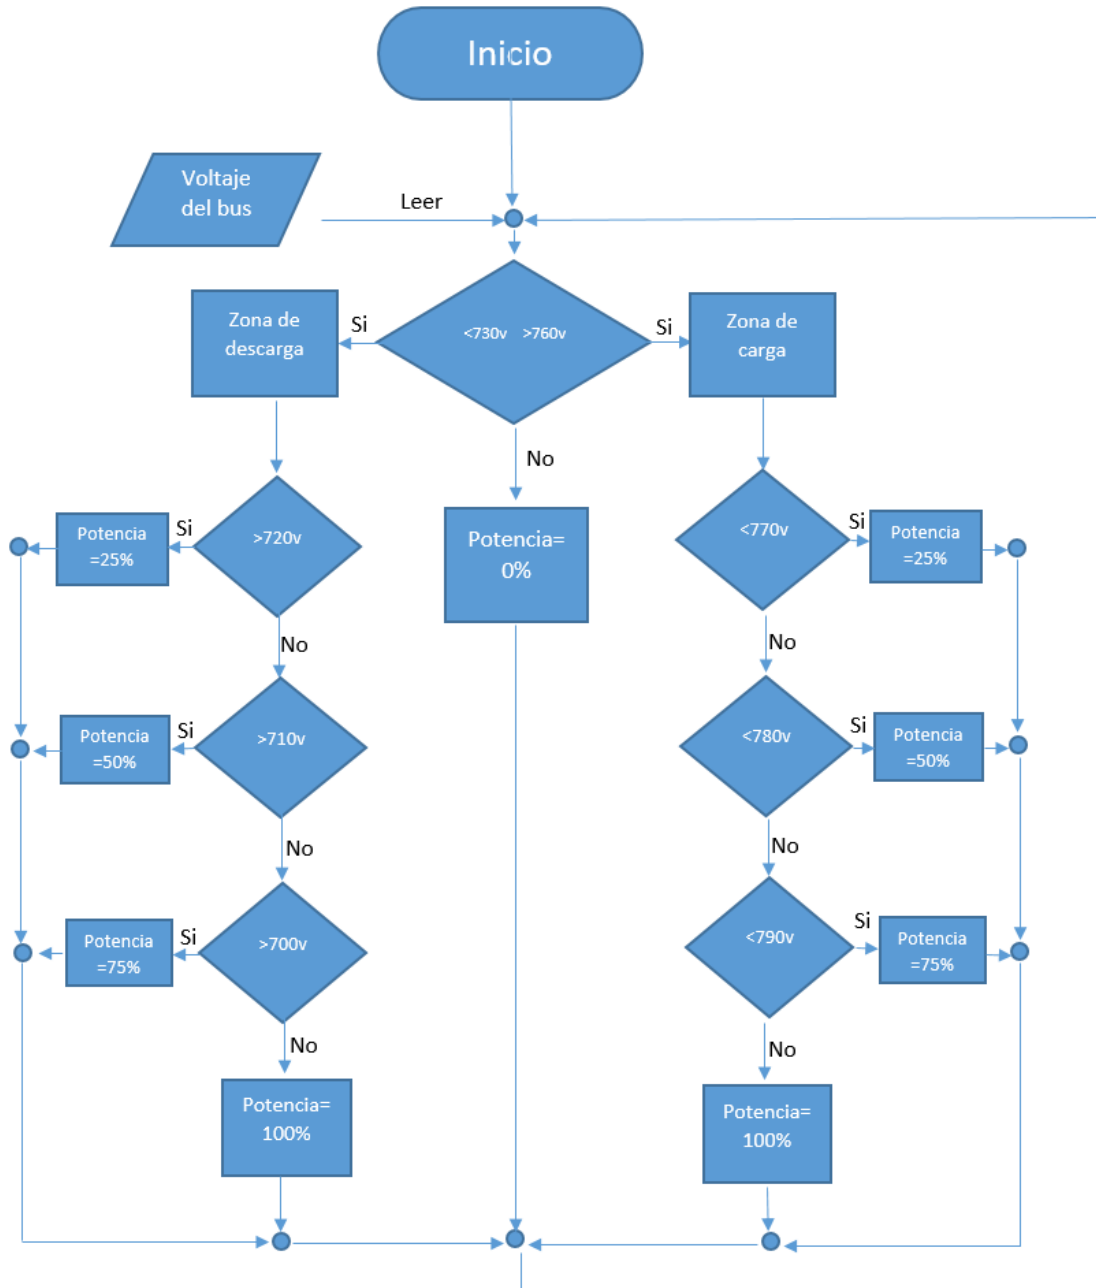 Inicio
Voltaje
del bus
Leer
Zona de
descarga
Si
<730v >760v
Si
Zona de
carga
No
Potencia
=25%
Si
>720v
Potencia=
0%
<770v
Si
Potencia
=25%
No
No
Potencia
=50%
Si
>710v
<780v
Si
Potencia
=50%
No
No
Potencia
=75%
Si
>700v
<790v
Si
Potencia
=75%
No
No
Potencia=
100%
Potencia=
100%